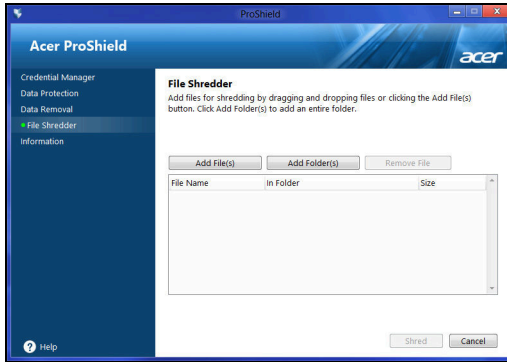 ProShield
Acer ProShield
acer
Credential Manager
Data Protection
Data Removal
File Shredder
Information
Help
File Shredder
Add files for shredding by dragging and dropping files or clicking the Add File(s)
button. Click Add Folder(s) to add an entire folder.
Add File(s)
Add Folder(s)
Remove File
File Name
In Folder
Size
Shred
Cancel